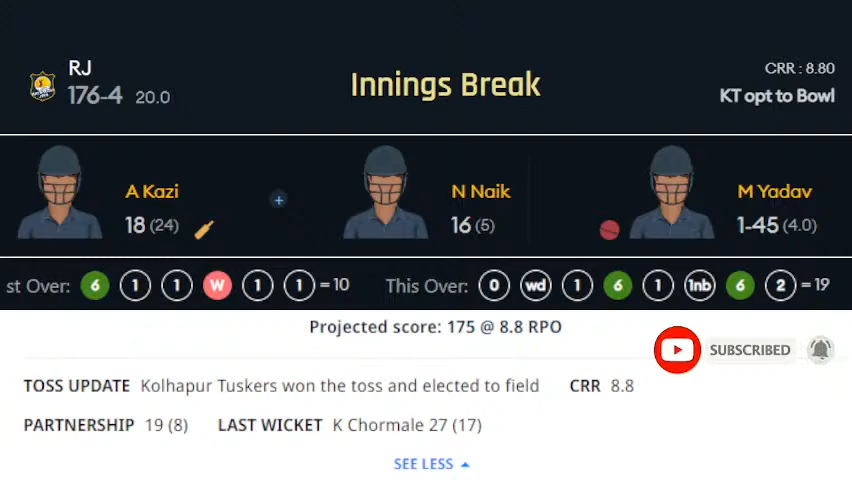 RJ
176-4 20.0
Innings Break
CRR : 8.80
KT opt to Bowl
A Kazi
18 (24)
N Naik
16 (5)
M Yadav
1-45 (4.0)
st Over: 6 1 1 W 1 1 = 10
This Over: 0 wd 1 6 1 1nb 6 2 = 19
Projected score: 175 @ 8.8 RPO
SUBSCRIBED
TOSS UPDATE Kolhapur Tuskers won the toss and elected to field CRR 8.8
PARTNERSHIP 19 (8) LAST WICKET K Chormale 27 (17)
SEE LESS